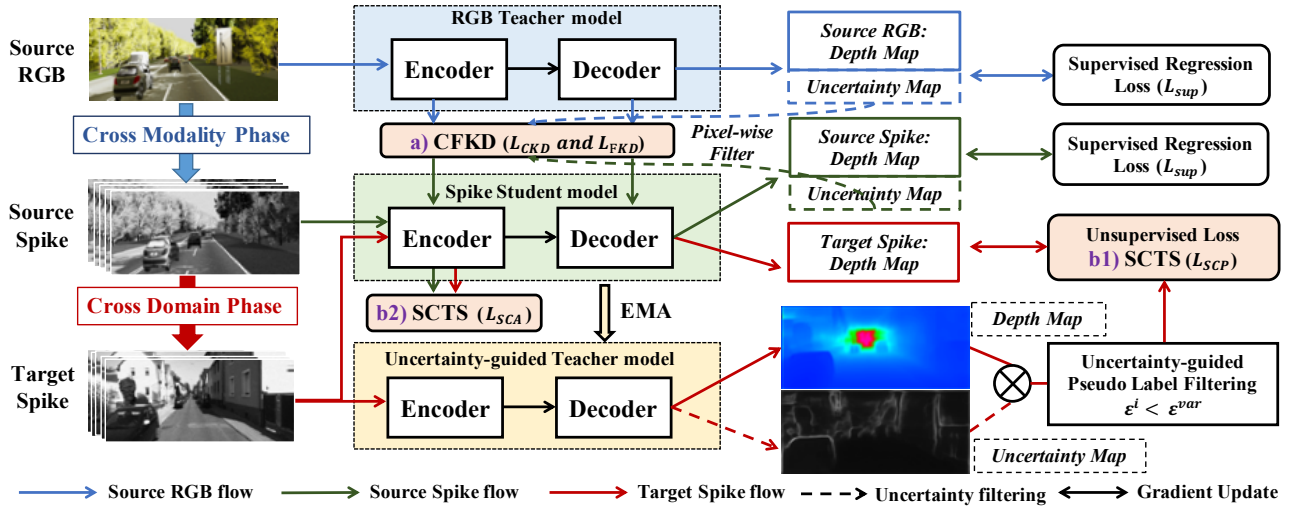 Source
RGB
Cross Modality Phase
Source
Spike
Cross Domain Phase
Target
Spike
RGB Teacher model
Encoder
Decoder
a) CFKD (L_CKD and L_FKD)
Pixel-wise
Filter
Spike Student model
Encoder
Decoder
b2) SCTS (L_SCA)
EMA
Uncertainty-guided Teacher model
Encoder
Decoder
Source RGB:
Depth Map
Uncertainty Map
Source Spike:
Depth Map
Uncertainty Map
Target Spike:
Depth Map
Supervised Regression
Loss (L_sup)
Supervised Regression
Loss (L_sup)
Unsupervised Loss
b1) SCTS (L_SCP)
Depth Map
Uncertainty-guided
Pseudo Label Filtering
ε^i < ε^var
Uncertainty Map
Source RGB flow
Source Spike flow
Target Spike flow
Uncertainty filtering
Gradient Update